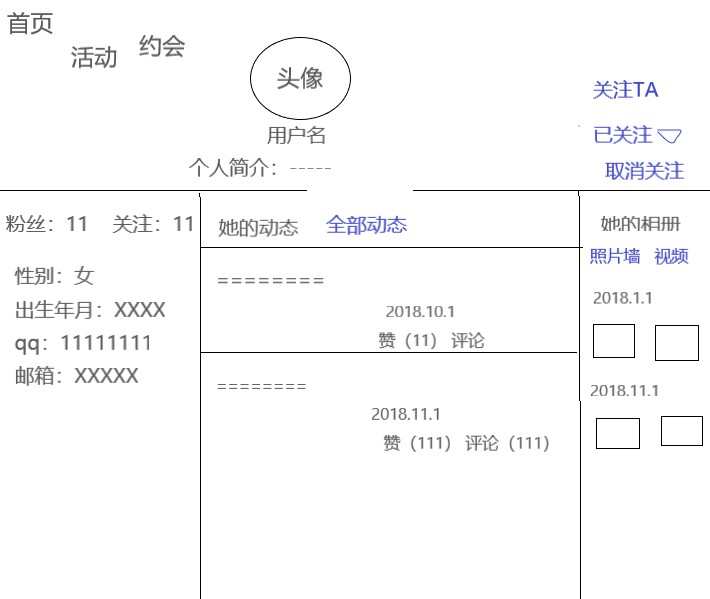 首页
活动
约会
头像
用户名
个人简介：-----
关注TA
已关注
取消关注
粉丝：11 关注：11
性别：女
出生年月：XXXX
qq：11111111
邮箱：XXXXX
她的动态 全部动态
========
2018.10.1
赞（11） 评论
========
2018.11.1
赞（111） 评论（111）
她的相册
照片墙 视频
2018.1.1
2018.11.1